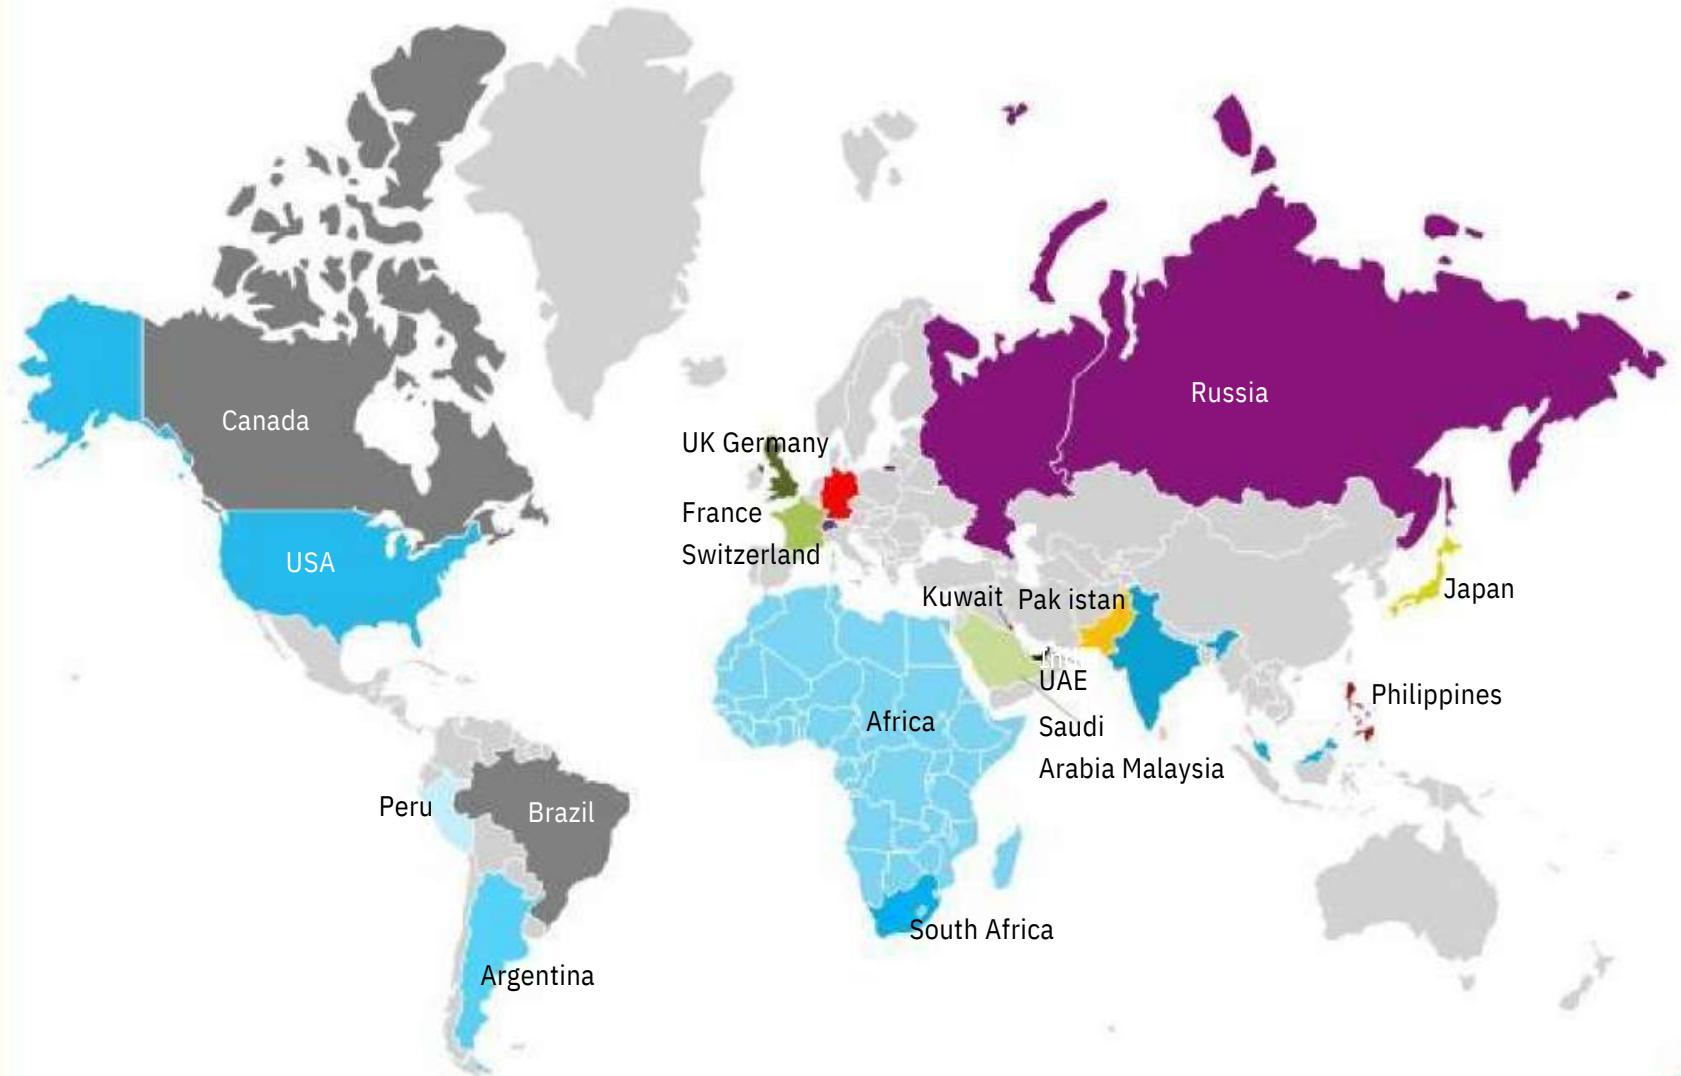 Canada
Russia
UK Germany
France
USA
Switzerland
Kuwait
Pak istan
Japan
UAE
Philippines
Africa
Saudi
Arabia Malaysia
Peru
Brazil
South Africa
Argentina